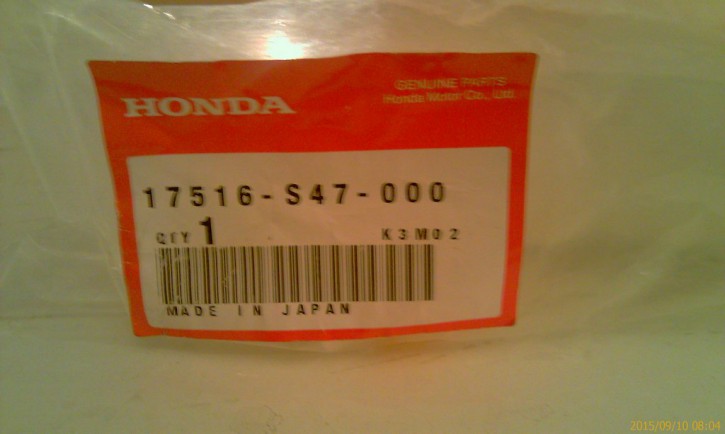 HONDA
GENUINE PARTS
Honda Motor Co., Ltd.
17516-S47-000
QTY 1
K3M02
MADE IN JAPAN
2015/09/10 08:04